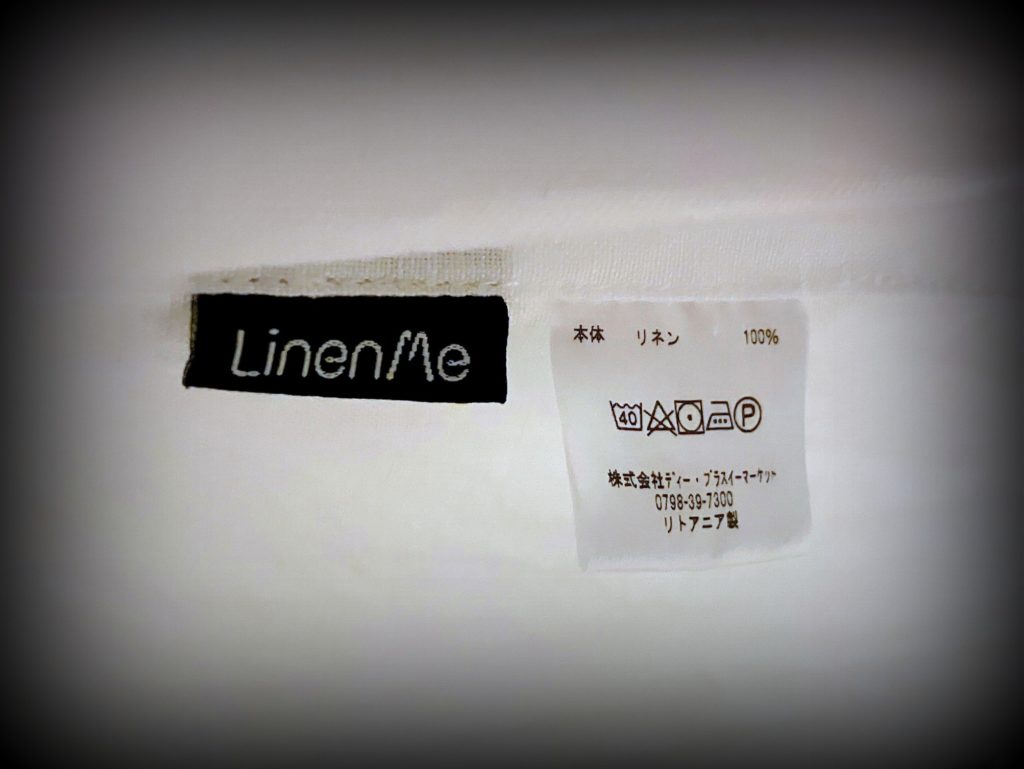 LinenMe
本体 リネン 100%
40 P
株式会社ディー・プラスイーマーケット
0798-39-7300
リトアニア製